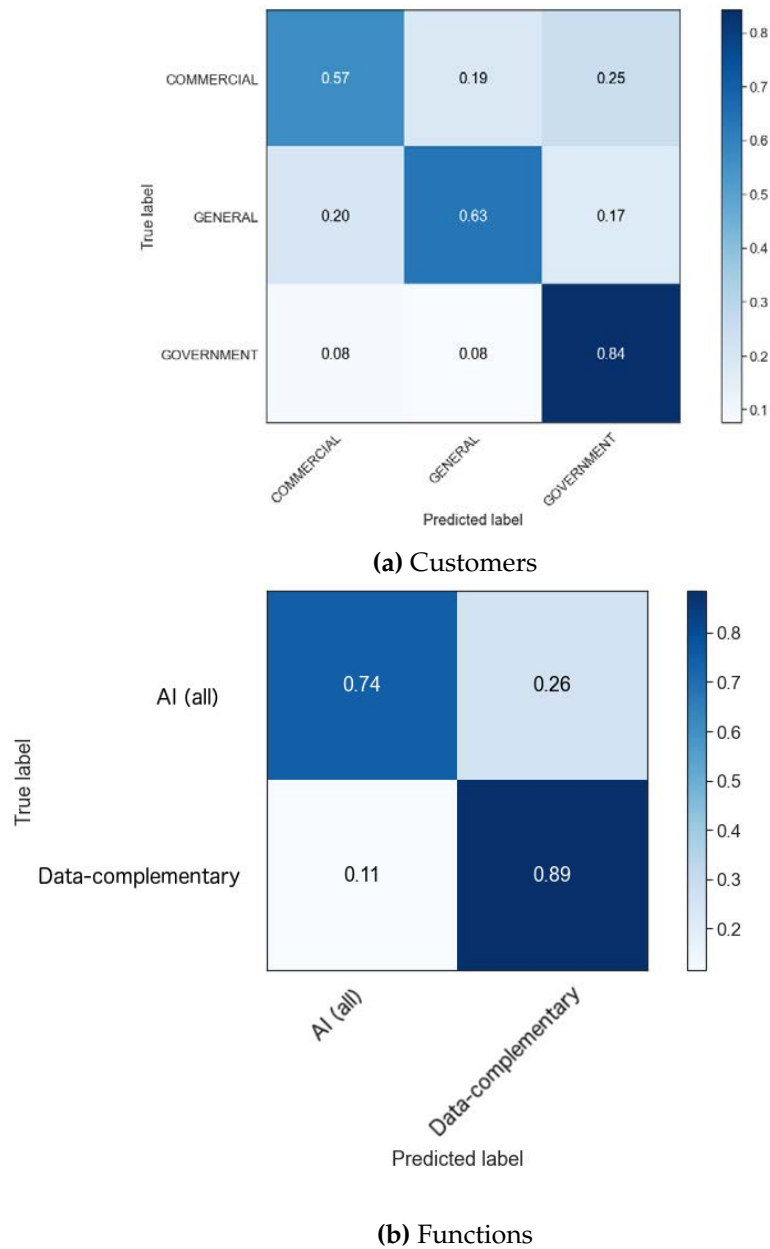 COMMERCIAL 0.57 0.19 0.25
GENERAL 0.20 0.63 0.17
GOVERNMENT 0.08 0.08 0.84
True label
COMMERCIAL GENERAL GOVERNMENT
Predicted label
0.8
0.7
0.6
0.5
0.4
0.3
0.2
0.1
(a) Customers
AI (all) 0.74 0.26
Data-complementary 0.11 0.89
True label
AI (all) Data-complementary
Predicted label
0.8
0.7
0.6
0.5
0.4
0.3
0.2
(b) Functions